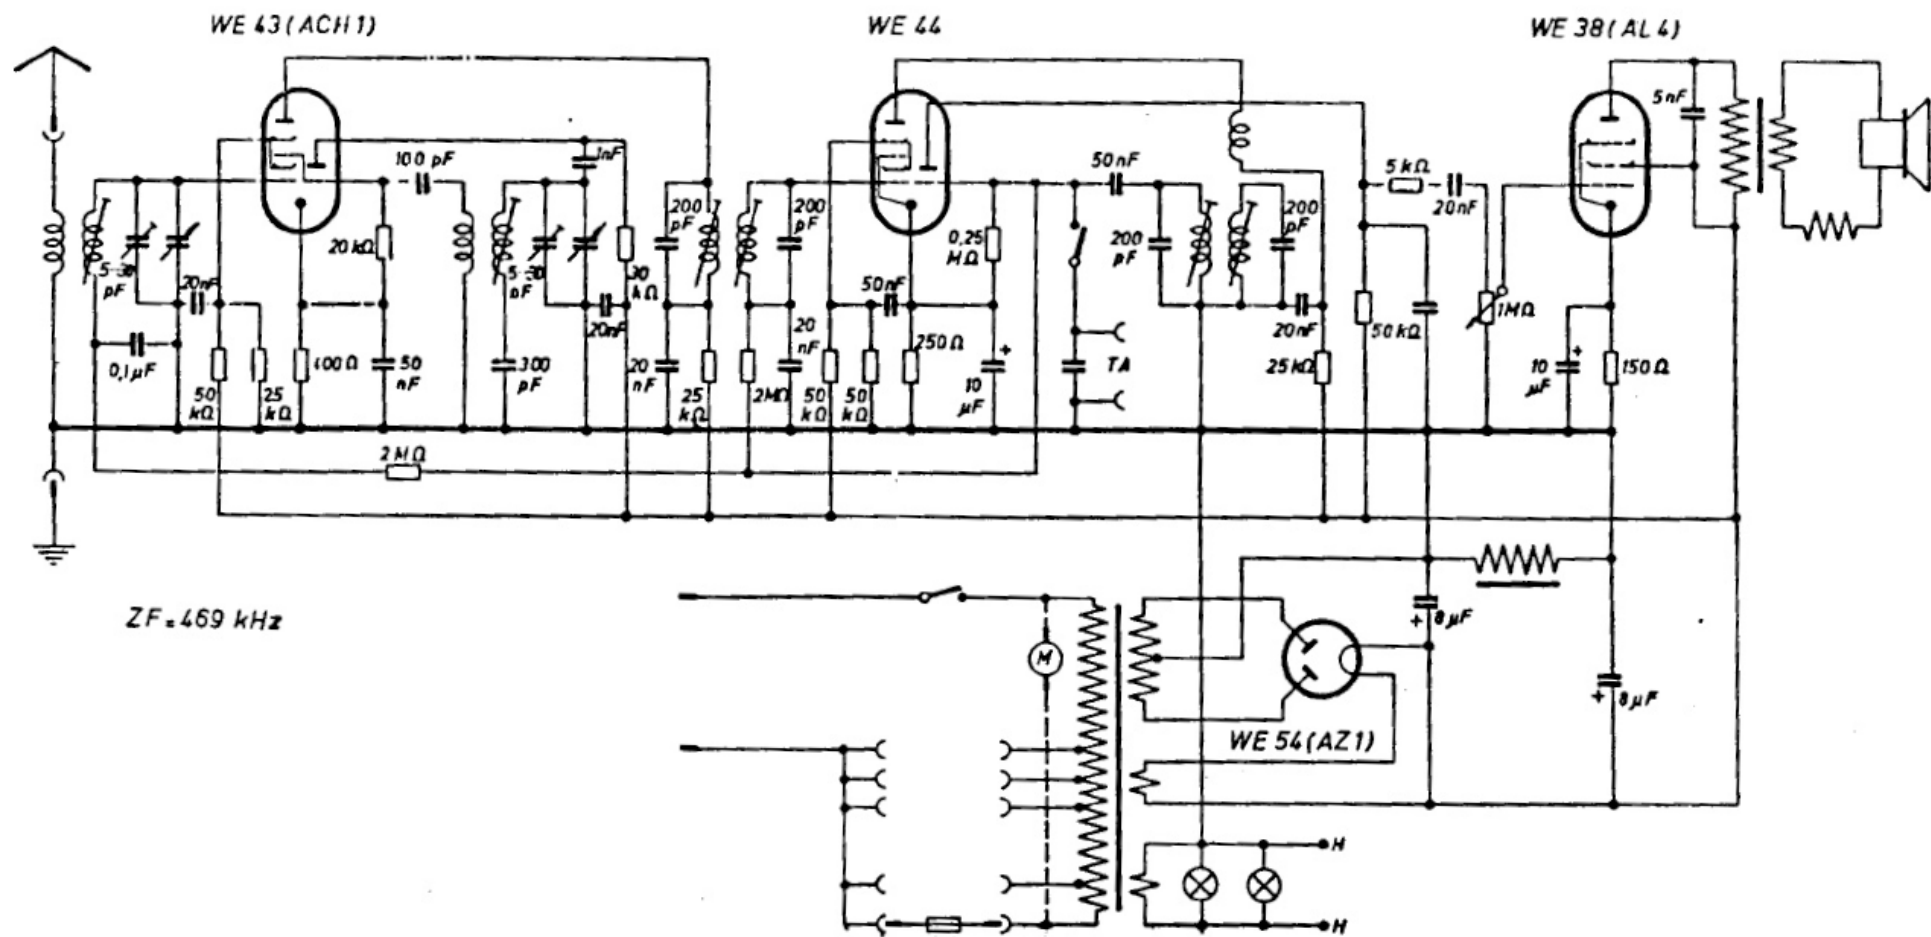 WE 43 (ACH 1)
WE 44
WE 38 (AL 4)
5 nF
100 pF
1nF
50 nF
5 kΩ
20 nF
200 pF
200 pF
200 pF
200 pF
20 kΩ
0,25 MΩ
5-30 pF
5-30 pF
30 kΩ
20nF
20nF
50nF
20nF
50 kΩ
1MΩ
0,1 µF
50 kΩ
25 kΩ
400 Ω
50 nF
300 pF
20 nF
25 kΩ
2MΩ
20 nF
50 kΩ
50 kΩ
250 Ω
+
10 µF
TA
25 kΩ
10 µF
+
150 Ω
2 MΩ
ZF = 469 kHz
M
+ 8 µF
+ 8 µF
WE 54 (AZ 1)
H
H